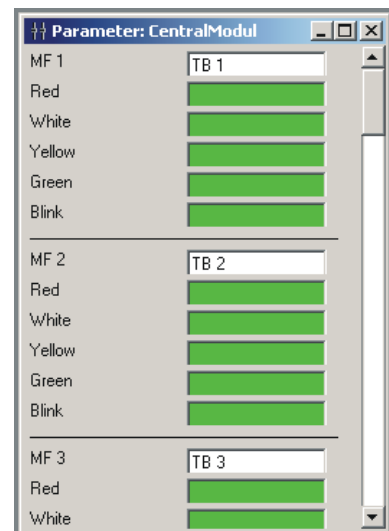 Parameter: CentralModul
MF 1 TB 1
Red
White
Yellow
Green
Blink
MF 2 TB 2
Red
White
Yellow
Green
Blink
MF 3 TB 3
Red
White